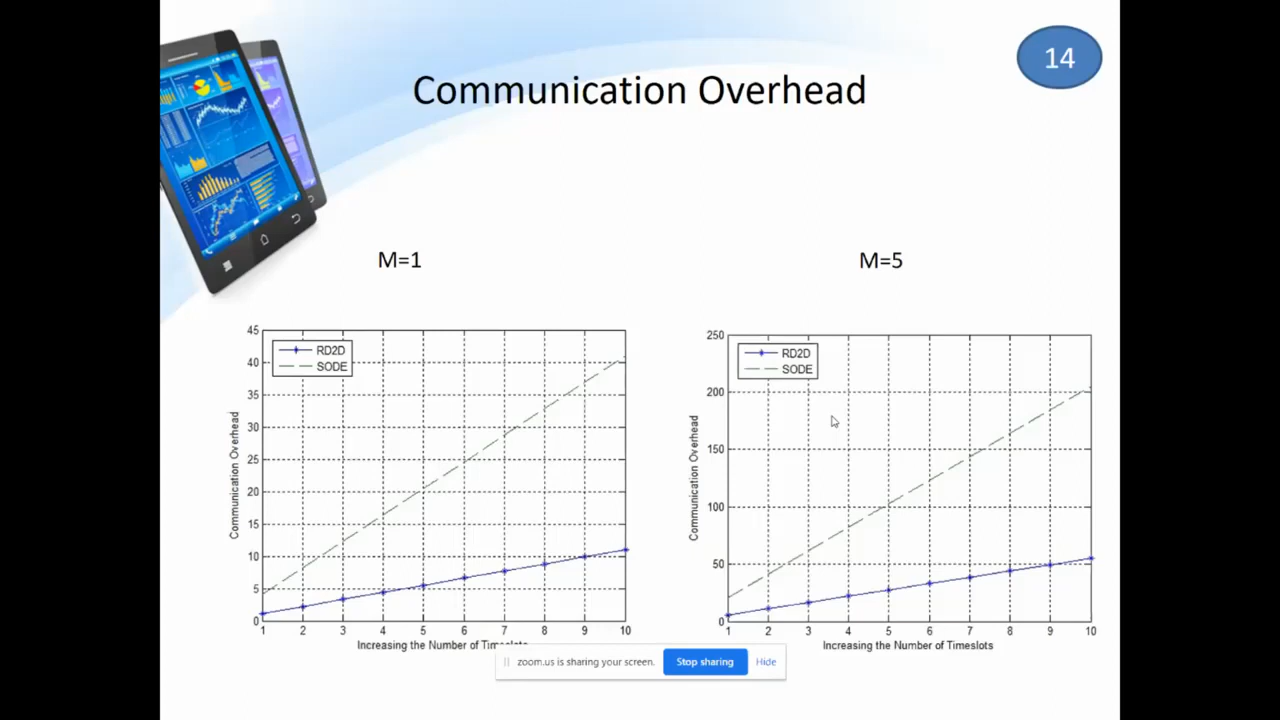 14
Communication Overhead
M=1
M=5
45
40
35
30
25
20
15
10
5
0
Communication Overhead
RD2D
SODE
1 2 3 4 5 6 7 8 9 10
Increasing the Number of Timeslots
250
200
150
100
50
0
Communication Overhead
RD2D
SODE
1 2 3 4 5 6 7 8 9 10
Increasing the Number of Timeslots
zoom.us is sharing your screen. Stop sharing Hide